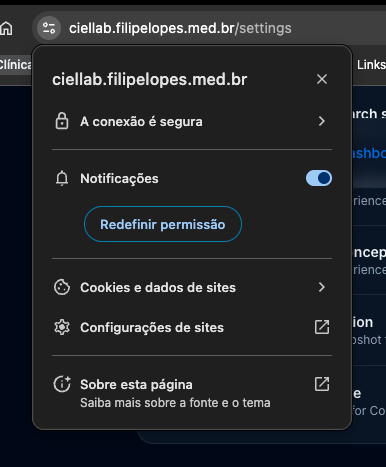 ciellab.filipelopes.med.br/settings
Clínica
Links
ciellab.filipelopes.med.br
A conexão é segura
Notificações
Redefinir permissão
Cookies e dados de sites
Configurações de sites
Sobre esta página
Saiba mais sobre a fonte e o tema